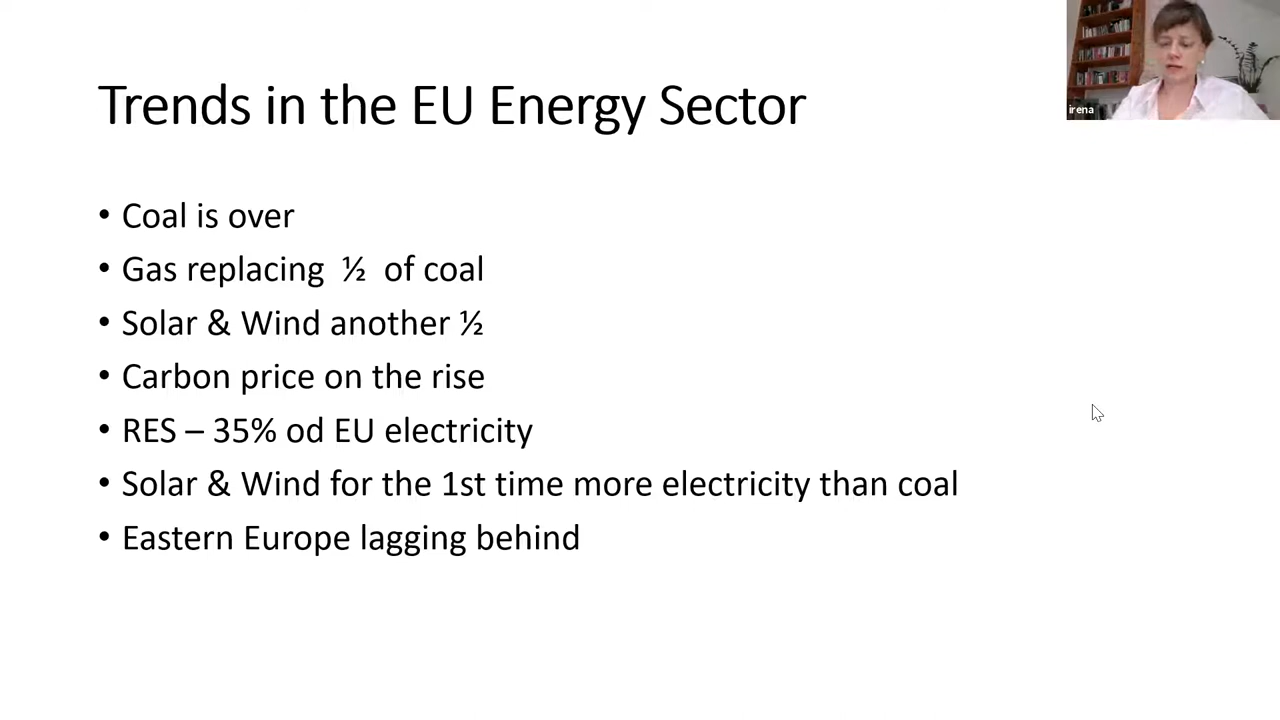 Trends in the EU Energy Sector
irena
• Coal is over
• Gas replacing ½ of coal
• Solar & Wind another ½
• Carbon price on the rise
• RES – 35% od EU electricity
• Solar & Wind for the 1st time more electricity than coal
• Eastern Europe lagging behind